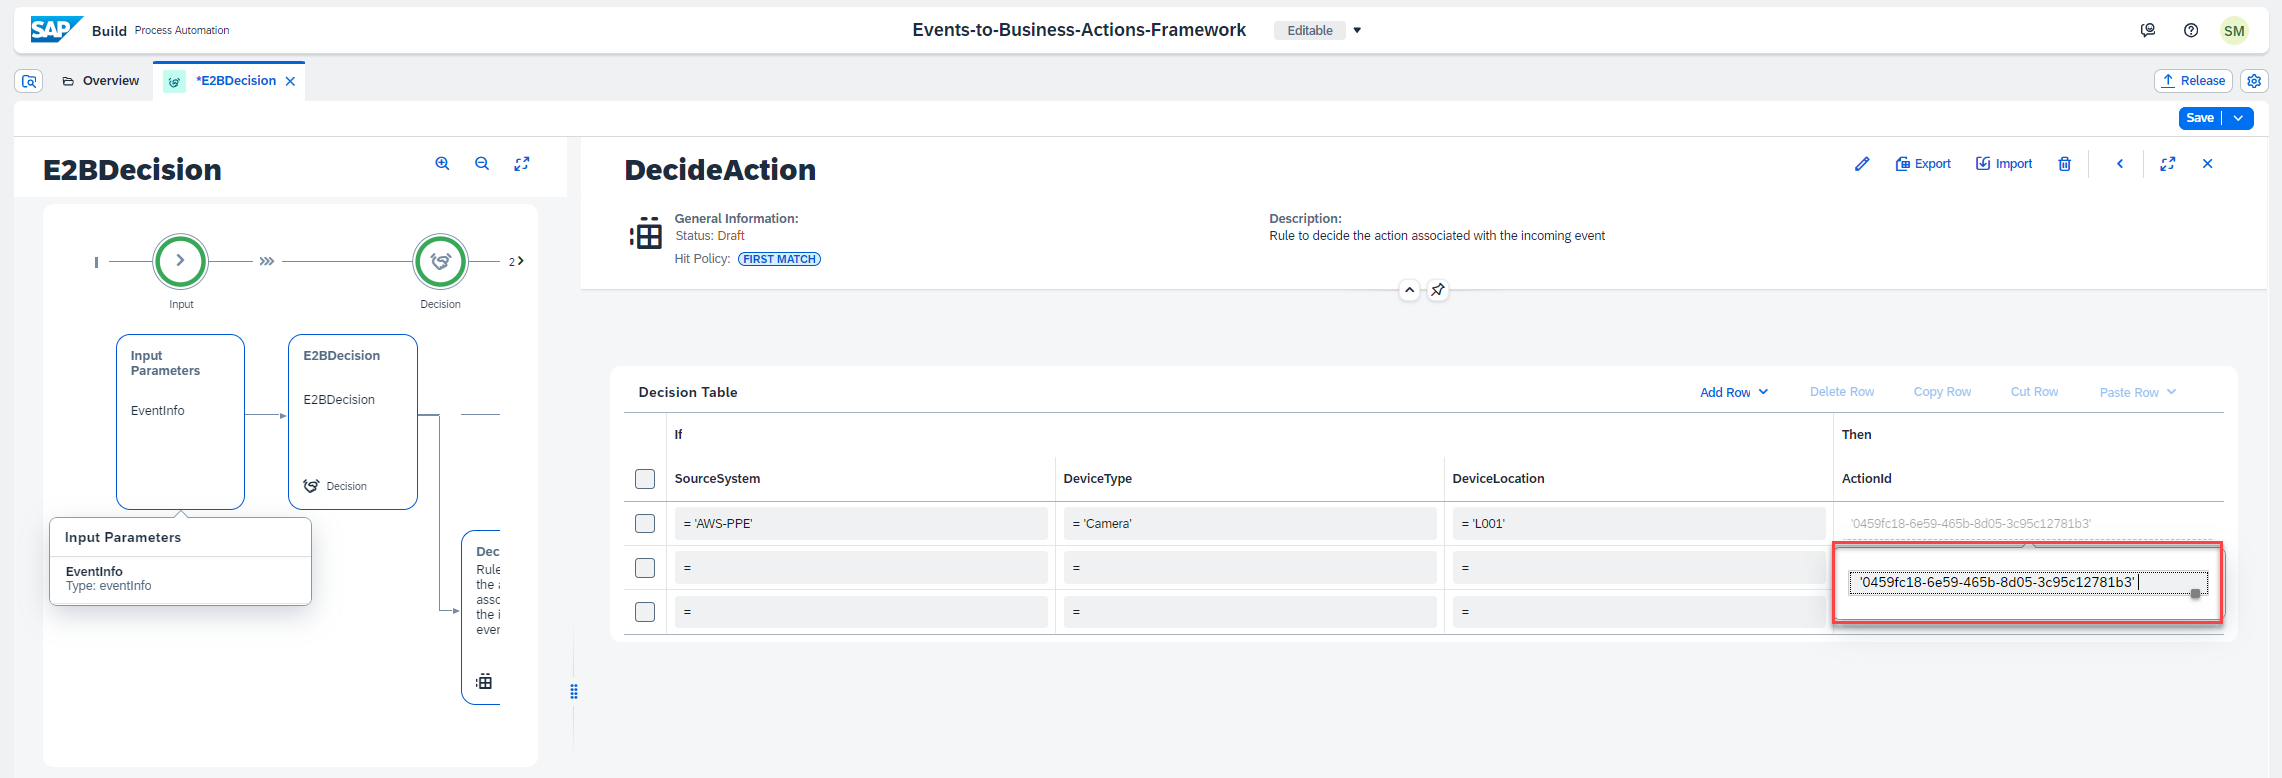 SAP Build Process Automation
Events-to-Business-Actions-Framework
Editable
SM
Overview
*E2BDecision
Release
Save
E2BDecision
Input
Decision
2
Input
Parameters
EventInfo
E2BDecision
E2BDecision
Decision
Input Parameters
EventInfo
Type: eventInfo
Dec
Rule
the a
assc
the i
ever
DecideAction
Export
Import
General Information:
Status: Draft
Hit Policy: FIRST MATCH
Description:
Rule to decide the action associated with the incoming event
Decision Table
Add Row
Delete Row
Copy Row
Cut Row
Paste Row
If
Then
SourceSystem
DeviceType
DeviceLocation
ActionId
= 'AWS-PPE'
= 'Camera'
= 'L001'
'0459fc18-6e59-465b-8d05-3c95c12781b3'
=
=
=
'0459fc18-6e59-465b-8d05-3c95c12781b3'
=
=
=